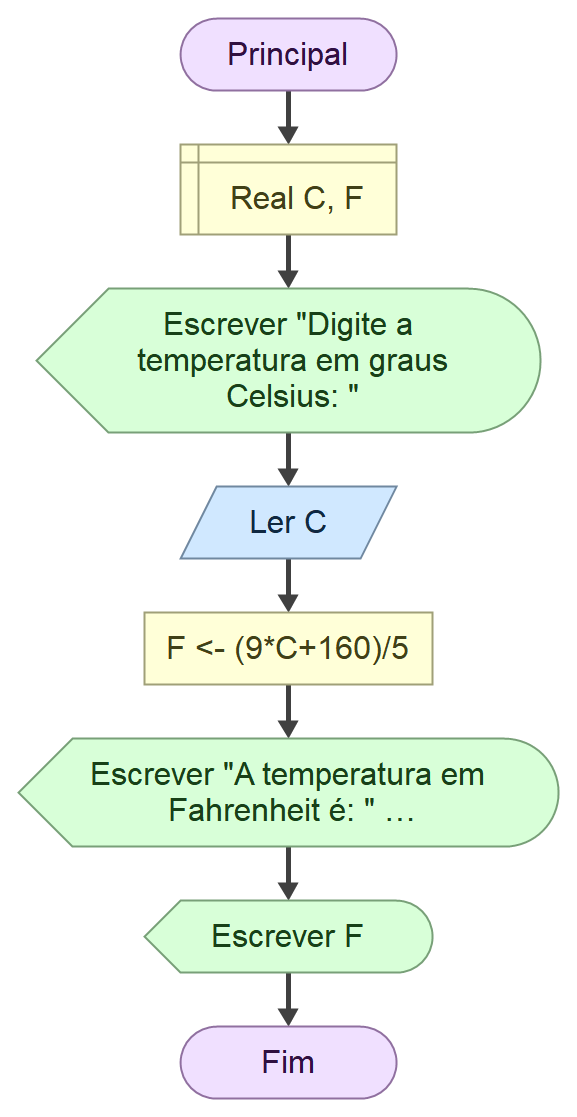 Principal
Real C, F
Escrever "Digite a
temperatura em graus
Celsius: "
Ler C
F <- (9*C+160)/5
Escrever "A temperatura em
Fahrenheit é: " …
Escrever F
Fim